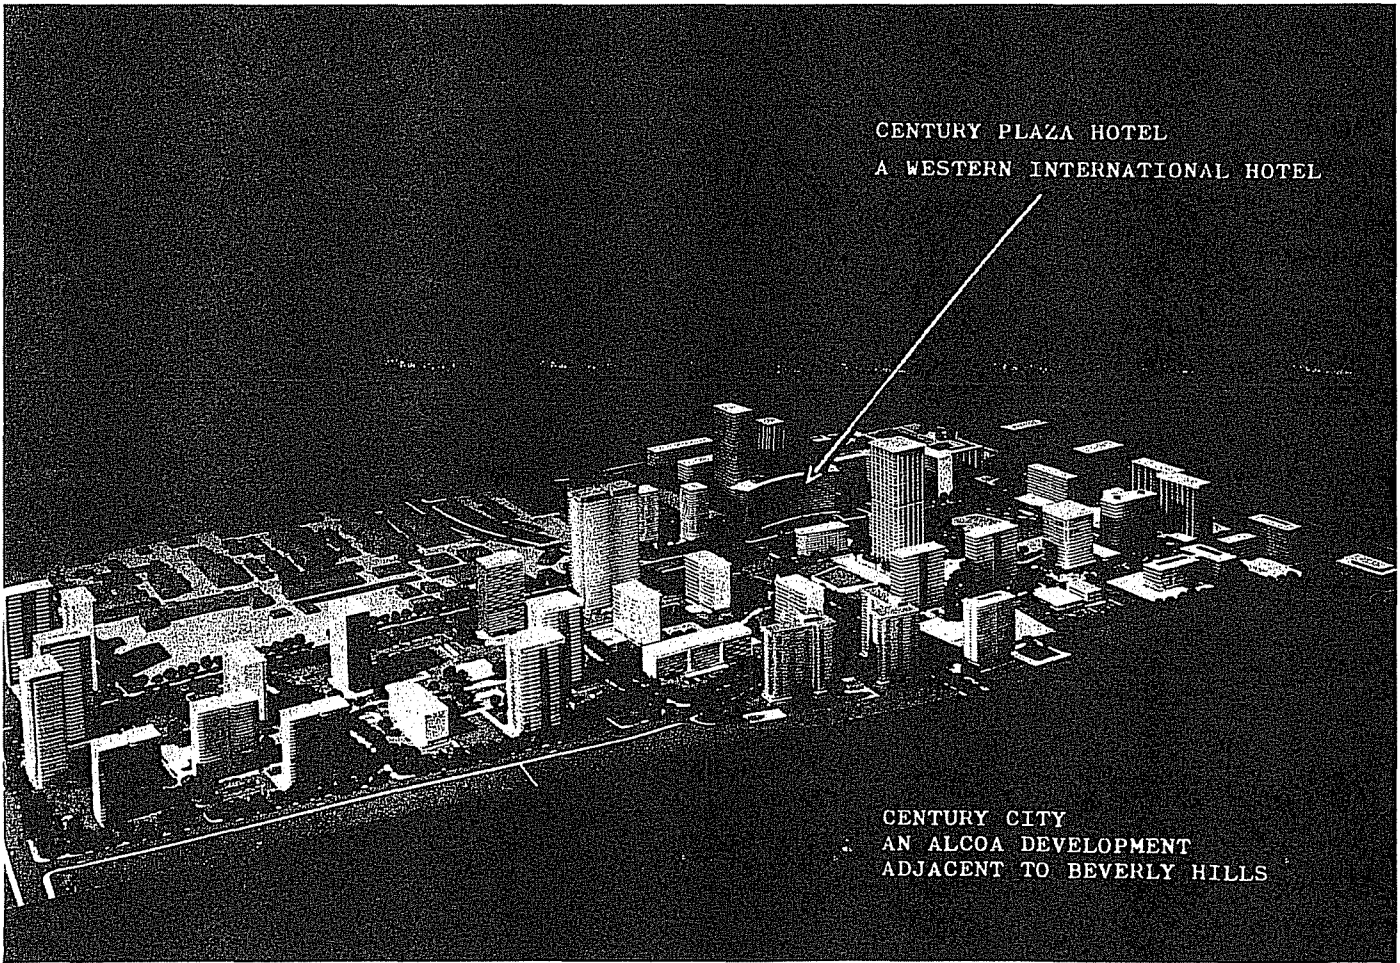 CENTURY PLAZA HOTEL
A WESTERN INTERNATIONAL HOTEL
CENTURY CITY
AN ALCOA DEVELOPMENT
ADJACENT TO BEVERLY HILLS